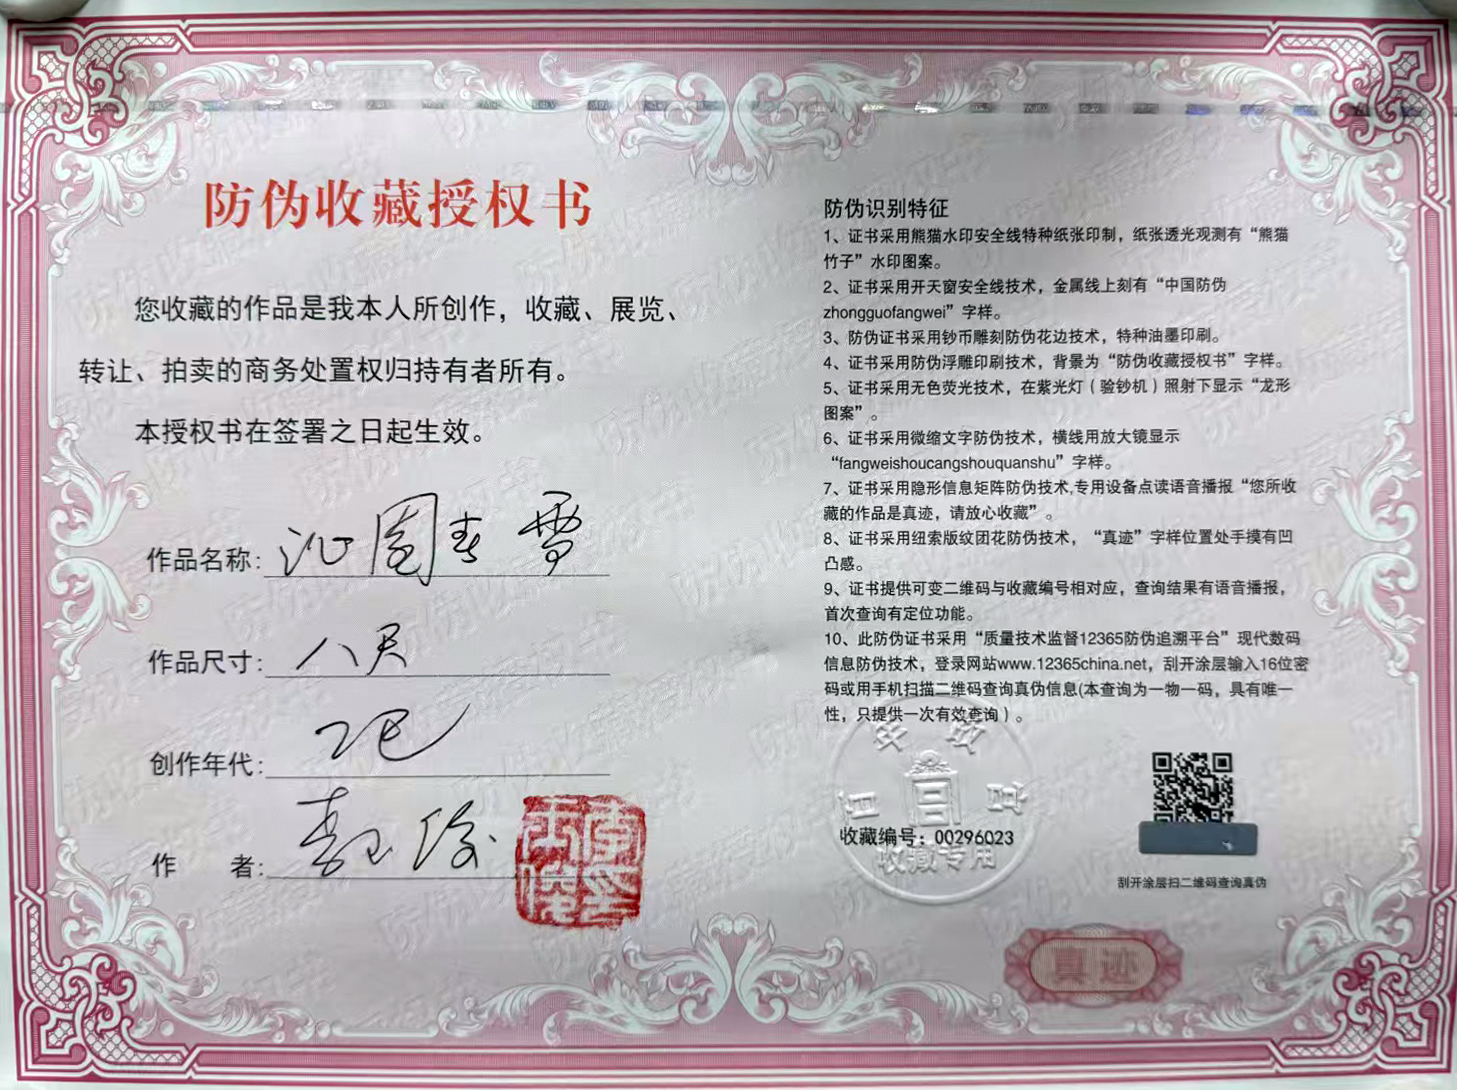 防伪收藏授权书
您收藏的作品是我本人所创作，收藏、展览、
转让、拍卖的商务处置权归持有者所有。
本授权书在签署之日起生效。
作品名称：沁園春雪
作品尺寸：八尺
创作年代：乙巳
作 者：
防伪识别特征
1、证书采用熊猫水印安全线特种纸张印制，纸张透光观测有“熊猫
竹子”水印图案。
2、证书采用开天窗安全线技术，金属线上刻有“中国防伪
zhongguofangwei”字样。
3、防伪证书采用钞币雕刻防伪花边技术，特种油墨印刷。
4、证书采用防伪浮雕印刷技术，背景为“防伪收藏授权书”字样。
5、证书采用无色荧光技术，在紫光灯（验钞机）照射下显示“龙形
图案”。
6、证书采用微缩文字防伪技术，横线用放大镜显示
“fangweishoucangshouquanshu”字样。
7、证书采用隐形信息矩阵防伪技术,专用设备点读语音播报“您所收
藏的作品是真迹，请放心收藏”。
8、证书采用纽索版纹团花防伪技术，“真迹”字样位置处手摸有凹
凸感。
9、证书提供可变二维码与收藏编号相对应，查询结果有语音播报，
首次查询有定位功能。
10、此防伪证书采用“质量技术监督12365防伪追溯平台”现代数码
信息防伪技术，登录网站www.12365china.net，刮开涂层输入16位密
码或用手机扫描二维码查询真伪信息(本查询为一物一码，具有唯一
性，只提供一次有效查询）。
收藏编号：00296023
收藏专用
刮开涂层扫二维码查询真伪
真迹